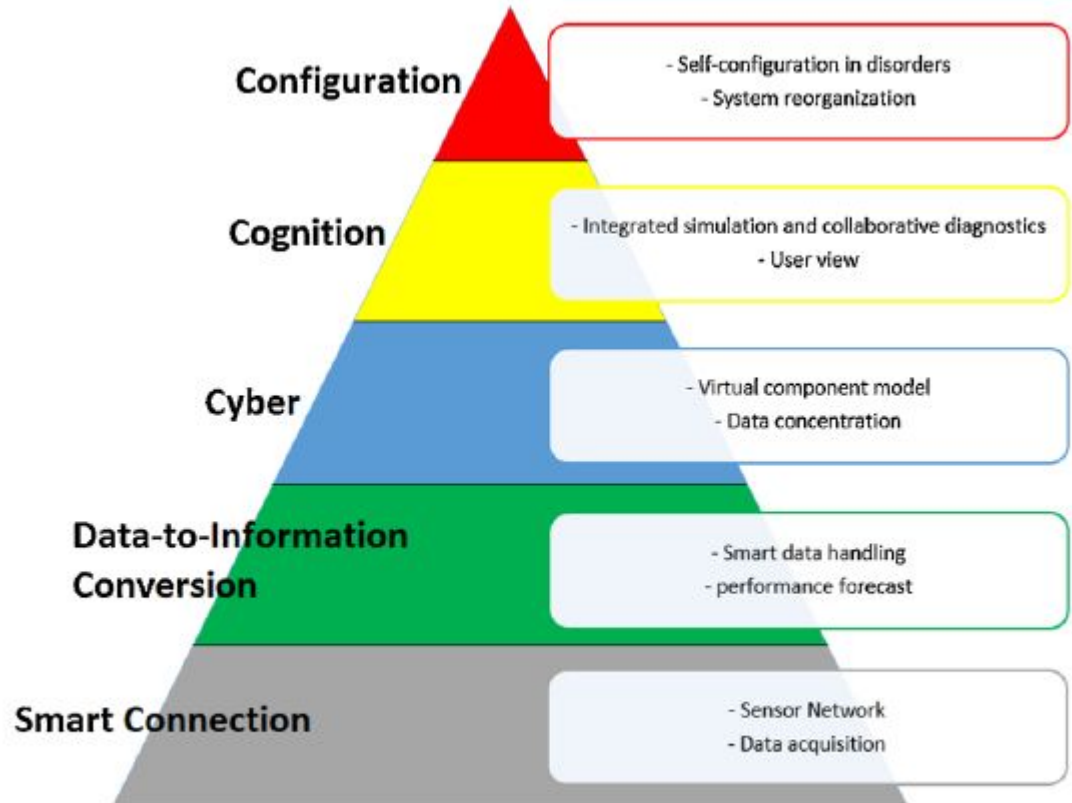 Configuration
- Self-configuration in disorders
- System reorganization
Cognition
- Integrated simulation and collaborative diagnostics
- User view
Cyber
- Virtual component model
- Data concentration
Data-to-Information
Conversion
- Smart data handling
- performance forecast
Smart Connection
- Sensor Network
- Data acquisition